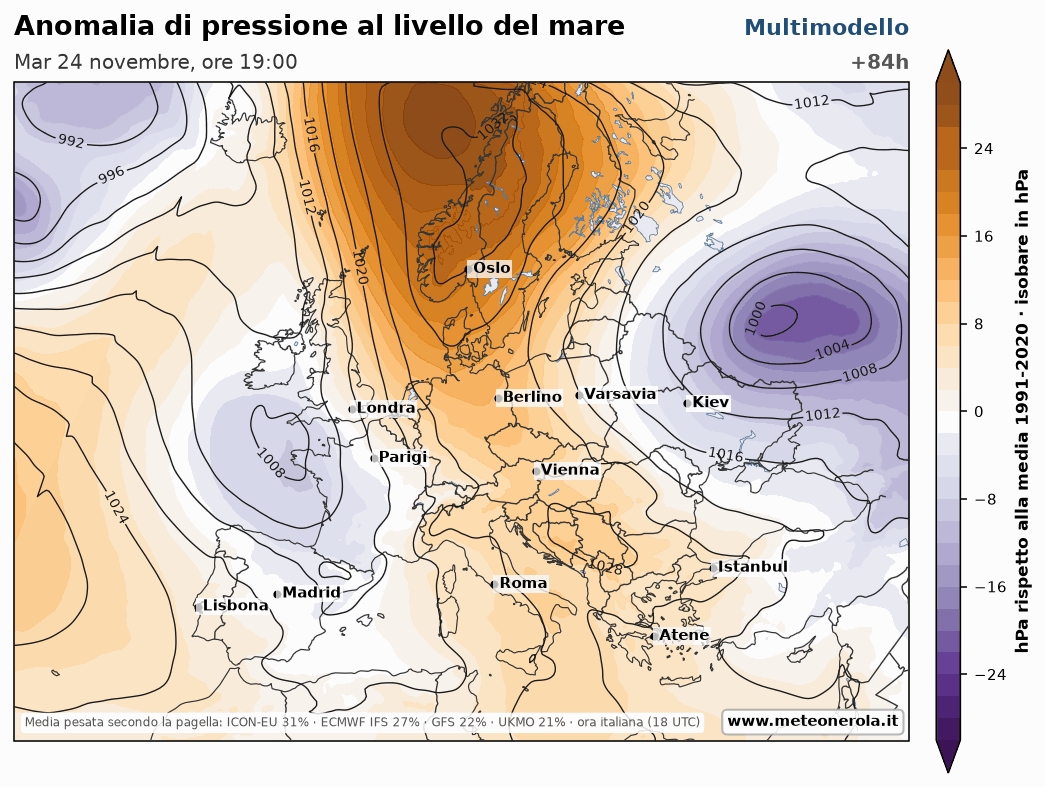 Anomalia di pressione al livello del mare
Multimodello
Mar 24 novembre, ore 19:00
+84h
1012
992
996
1016
1032
1012
1020
1020
Oslo
1000
1004
1008
Londra
Berlino
Varsavia
Kiev
1012
1008
Parigi
Vienna
1016
1024
1028
Istanbul
Roma
Madrid
Lisbona
Atene
Media pesata secondo la pagella: ICON-EU 31% · ECMWF IFS 27% · GFS 22% · UKMO 21% · ora italiana (18 UTC)
www.meteonerola.it
24
16
8
0
−8
−16
−24
hPa rispetto alla media 1991-2020 · isobare in hPa